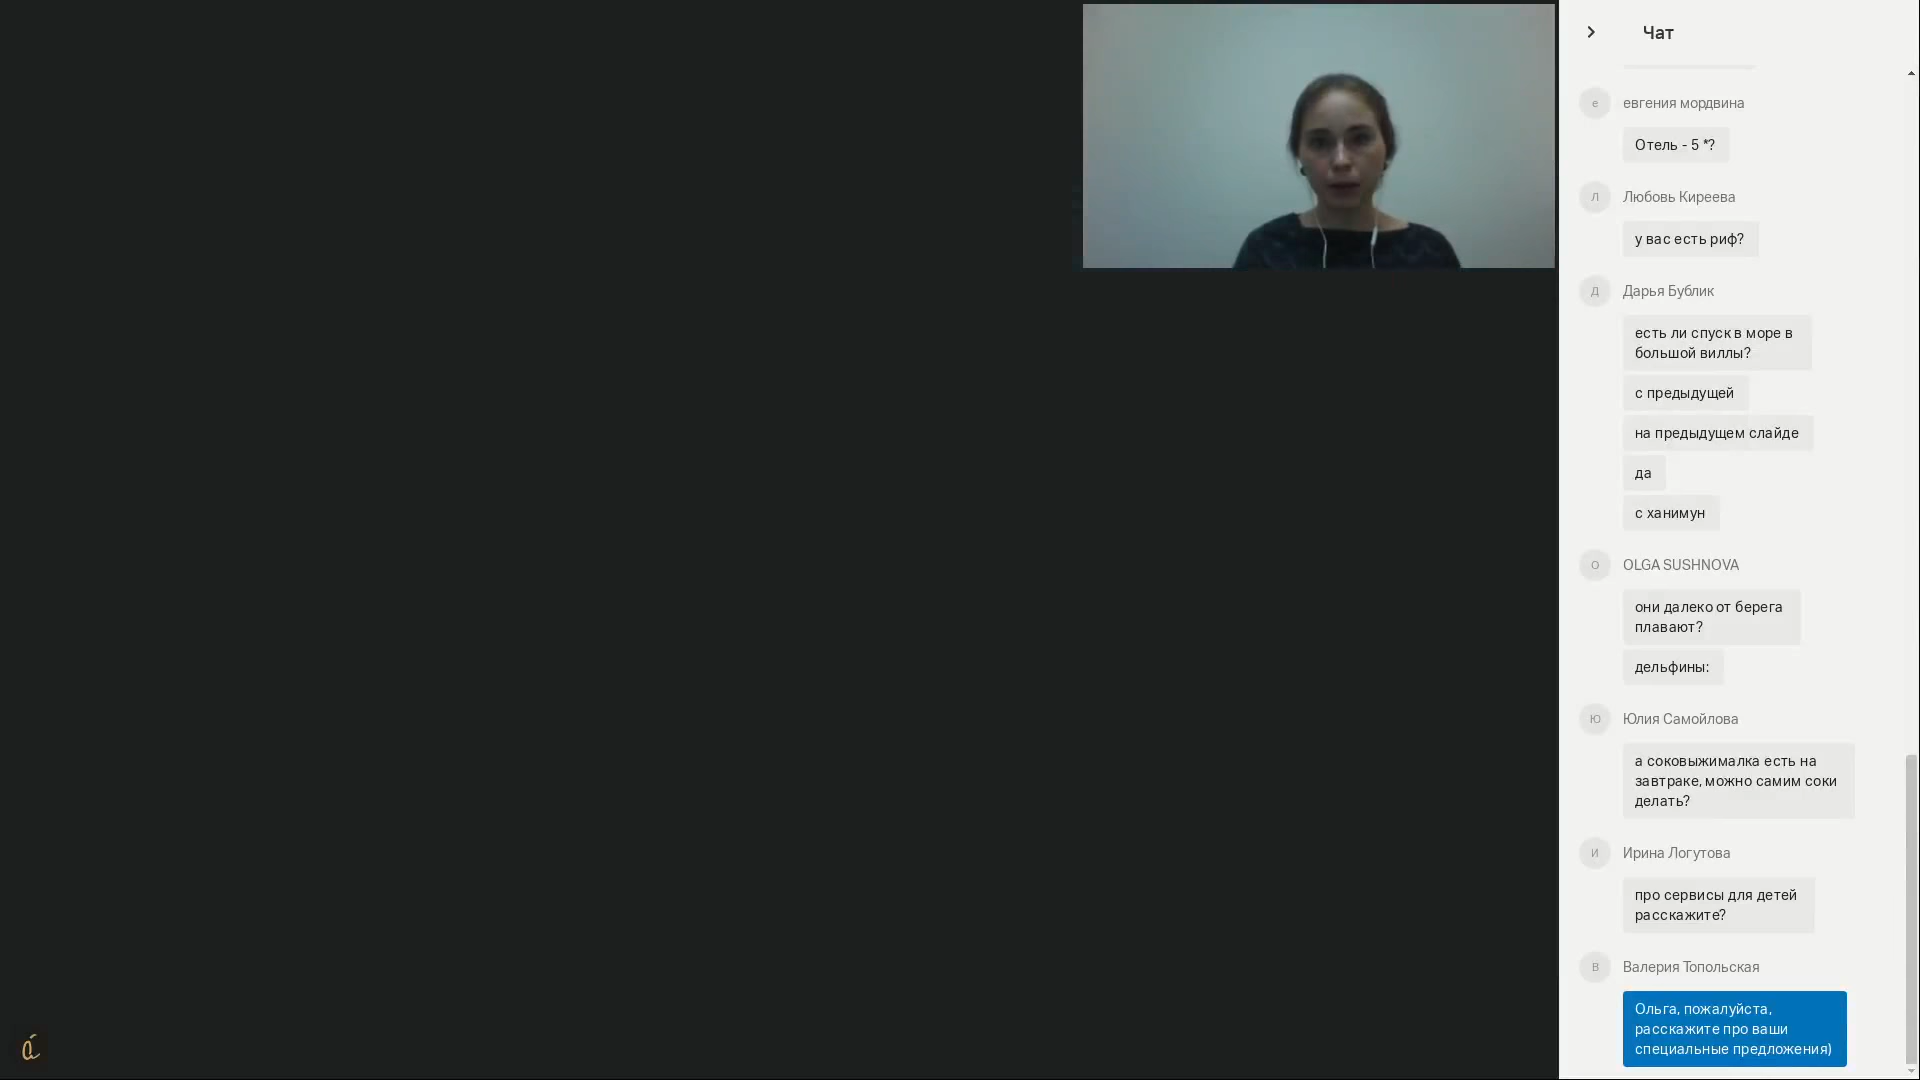 Чат
е
евгения мордвина
Отель - 5 *?
Л
Любовь Киреева
у вас есть риф?
Д
Дарья Бублик
есть ли спуск в море в
большой виллы?
с предыдущей
на предыдущем слайде
да
с ханимун
O
OLGA SUSHNOVA
они далеко от берега
плавают?
дельфины:
Ю
Юлия Самойлова
а соковыжималка есть на
завтраке, можно самим соки
делать?
И
Ирина Логутова
про сервисы для детей
расскажите?
В
Валерия Топольская
Ольга, пожалуйста,
расскажите про ваши
специальные предложения)
á